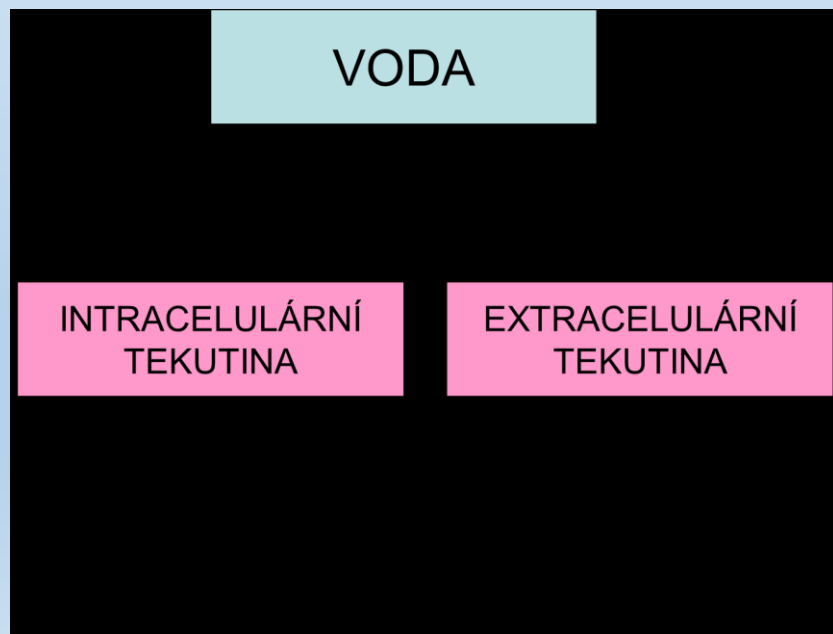 VODA
INTRACELULÁRNÍ
TEKUTINA
EXTRACELULÁRNÍ
TEKUTINA